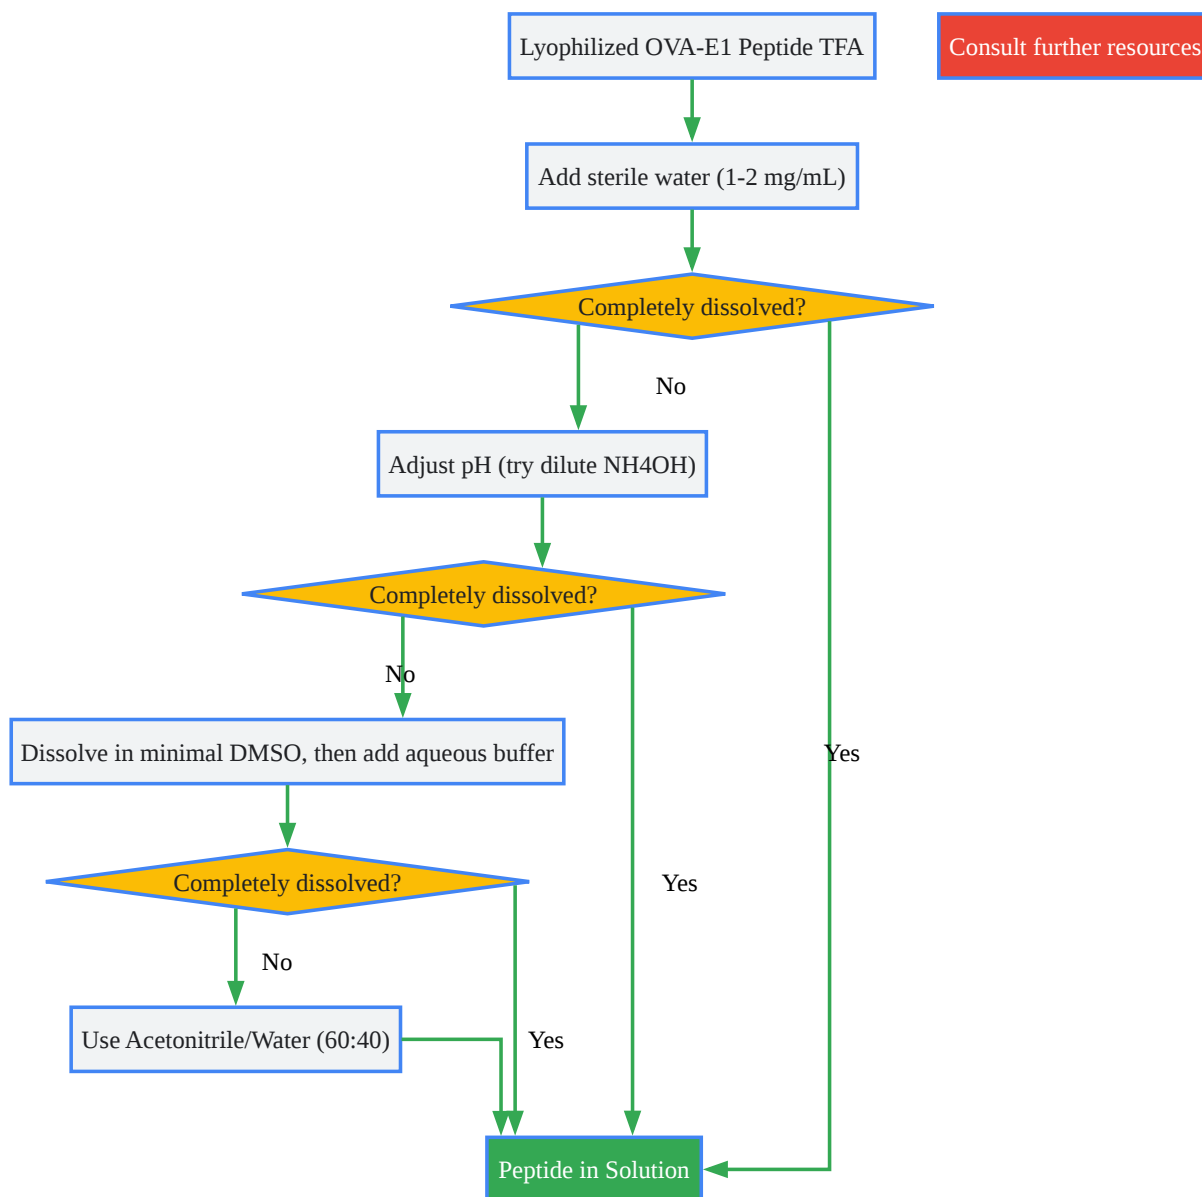 Lyophilized OVA-E1 Peptide TFA
Consult further resources
Add sterile water (1-2 mg/mL)
Completely dissolved?
No
Adjust pH (try dilute NH4OH)
Completely dissolved?
No
Dissolve in minimal DMSO, then add aqueous buffer
Yes
Completely dissolved?
Yes
No
Use Acetonitrile/Water (60:40)
Yes
Peptide in Solution